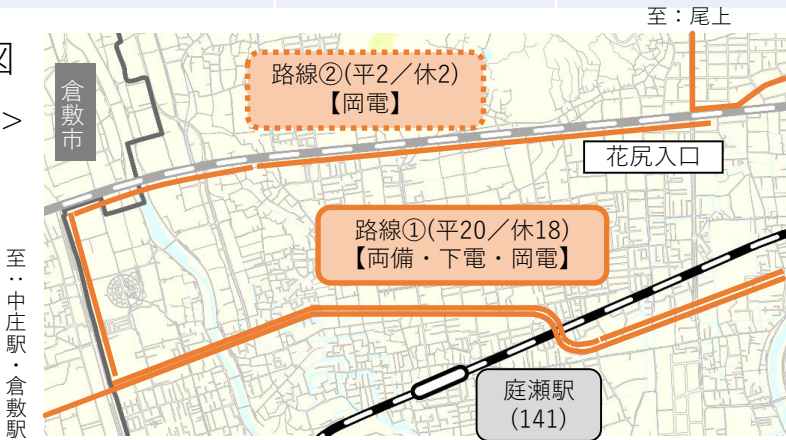 至：尾上
図
＞
倉敷市
路線②(平2／休2)
【岡電】
花尻入口
路線①(平20／休18)
【両備・下電・岡電】
至：中庄駅・倉敷駅
庭瀬駅
(141)